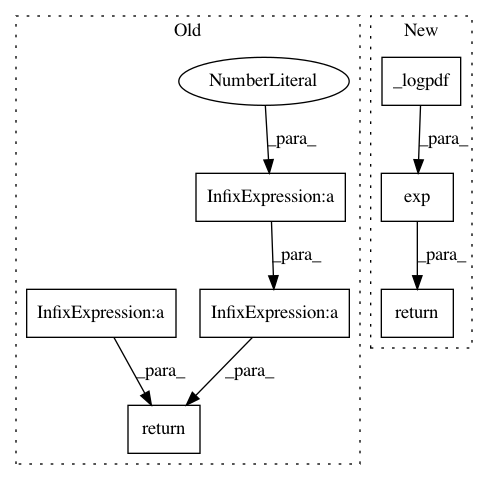 Old
New
NumberLiteral
_logpdf
_para_
_para_
InfixExpression:a
exp
_para_
_para_
InfixExpression:a
InfixExpression:a
return
_para_
_para_
return